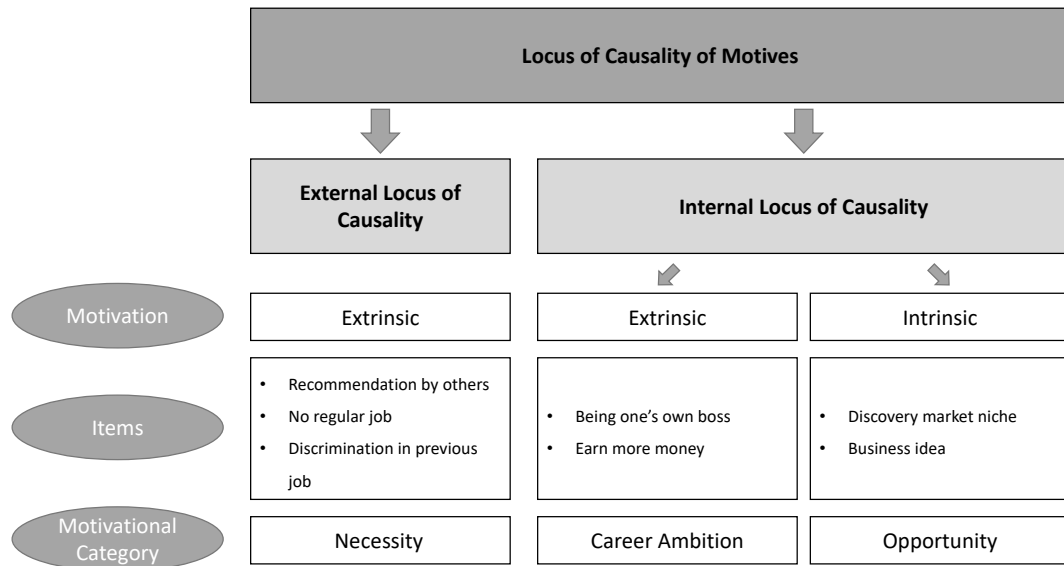 Locus of Causality of Motives
External Locus of
Causality
Internal Locus of Causality
Motivation
Extrinsic
Extrinsic
Intrinsic
Items
• Recommendation by others
• No regular job
• Discrimination in previous
job
• Being one’s own boss
• Earn more money
• Discovery market niche
• Business idea
Motivational
Category
Necessity
Career Ambition
Opportunity